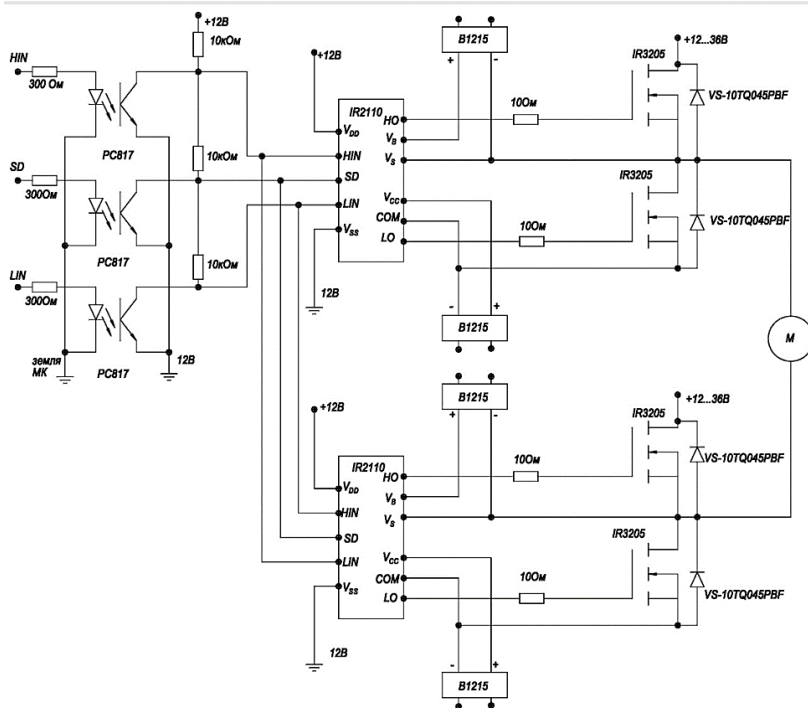 +12В
B1215
+12...36В
10кОм
+12В
+ -
IR3205
HIN
300 Ом
VS-10TQ045PBF
IR2110
10Ом
HO
VDD
VB
PC817
HIN
VS
10кОм
SD
IR3205
SD
300Ом
LIN
VCC
VS-10TQ045PBF
COM
VSS
LO
10Ом
PC817
LIN
10кОм
300Ом
12В
- +
B1215
M
земля
МК
12В
PC817
B1215
+12...36В
+12В
+ -
IR3205
IR2110
10Ом
HO
VS-10TQ045PBF
VDD
VB
HIN
VS
SD
IR3205
LIN
VCC
COM
10Ом
VSS
LO
VS-10TQ045PBF
12В
- +
B1215